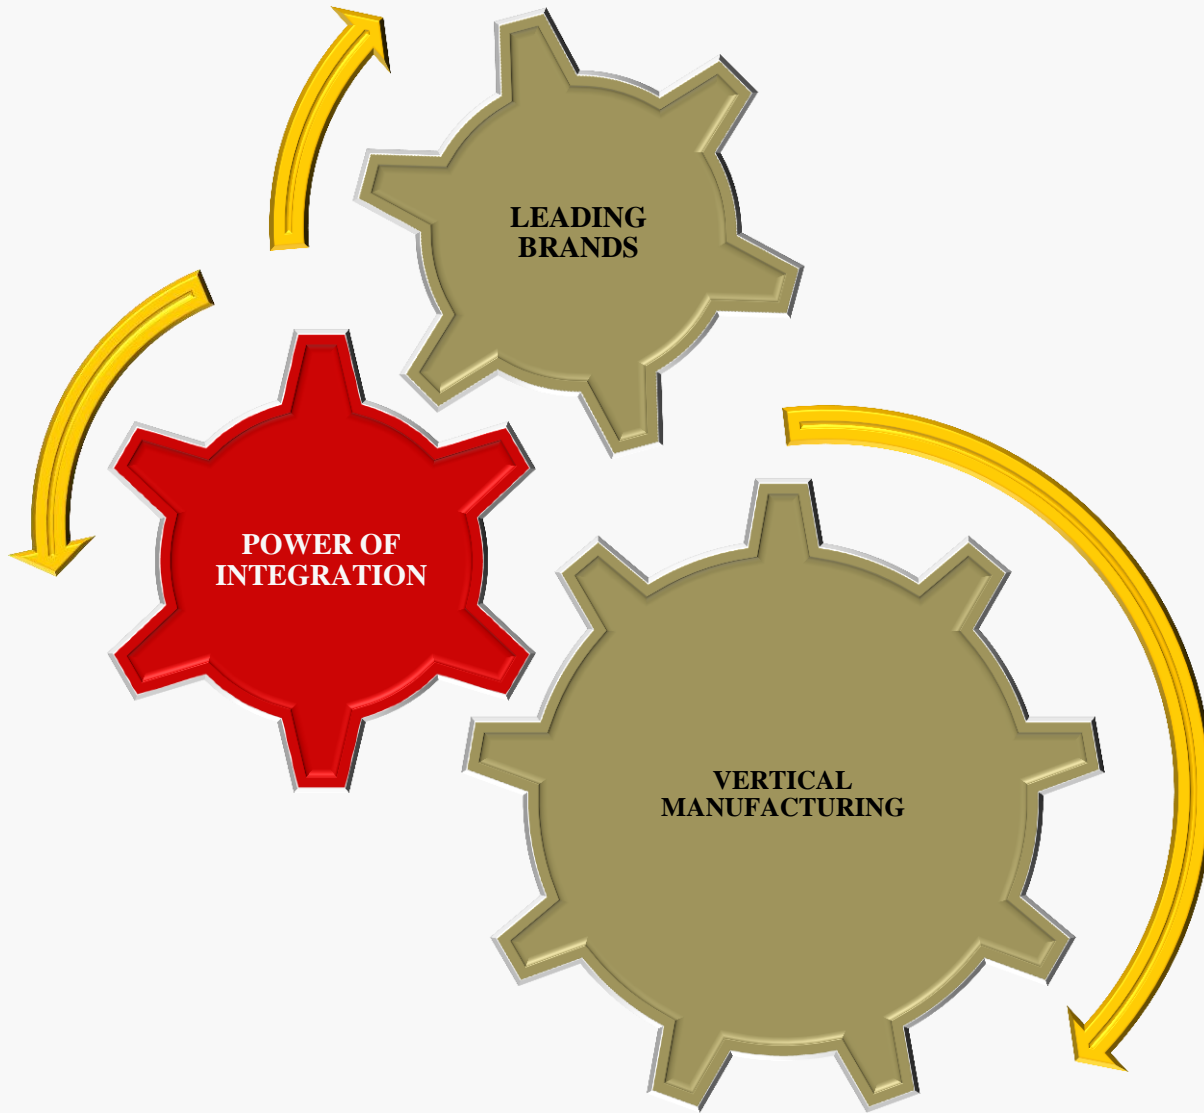 LEADING
BRANDS
POWER OF
INTEGRATION
VERTICAL
MANUFACTURING